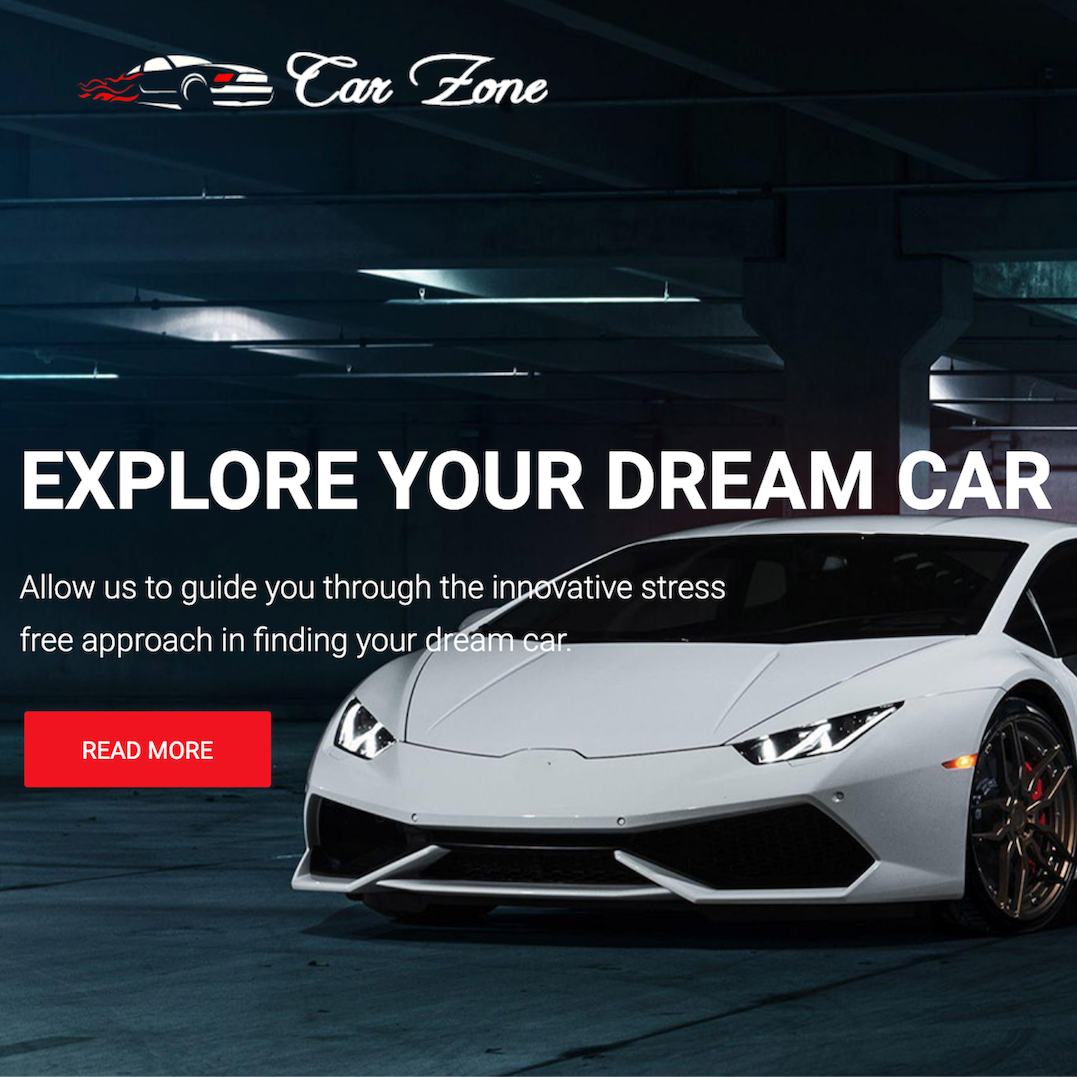 Car Zone
EXPLORE YOUR DREAM CAR
Allow us to guide you through the innovative stress
free approach in finding your dream car.
READ MORE